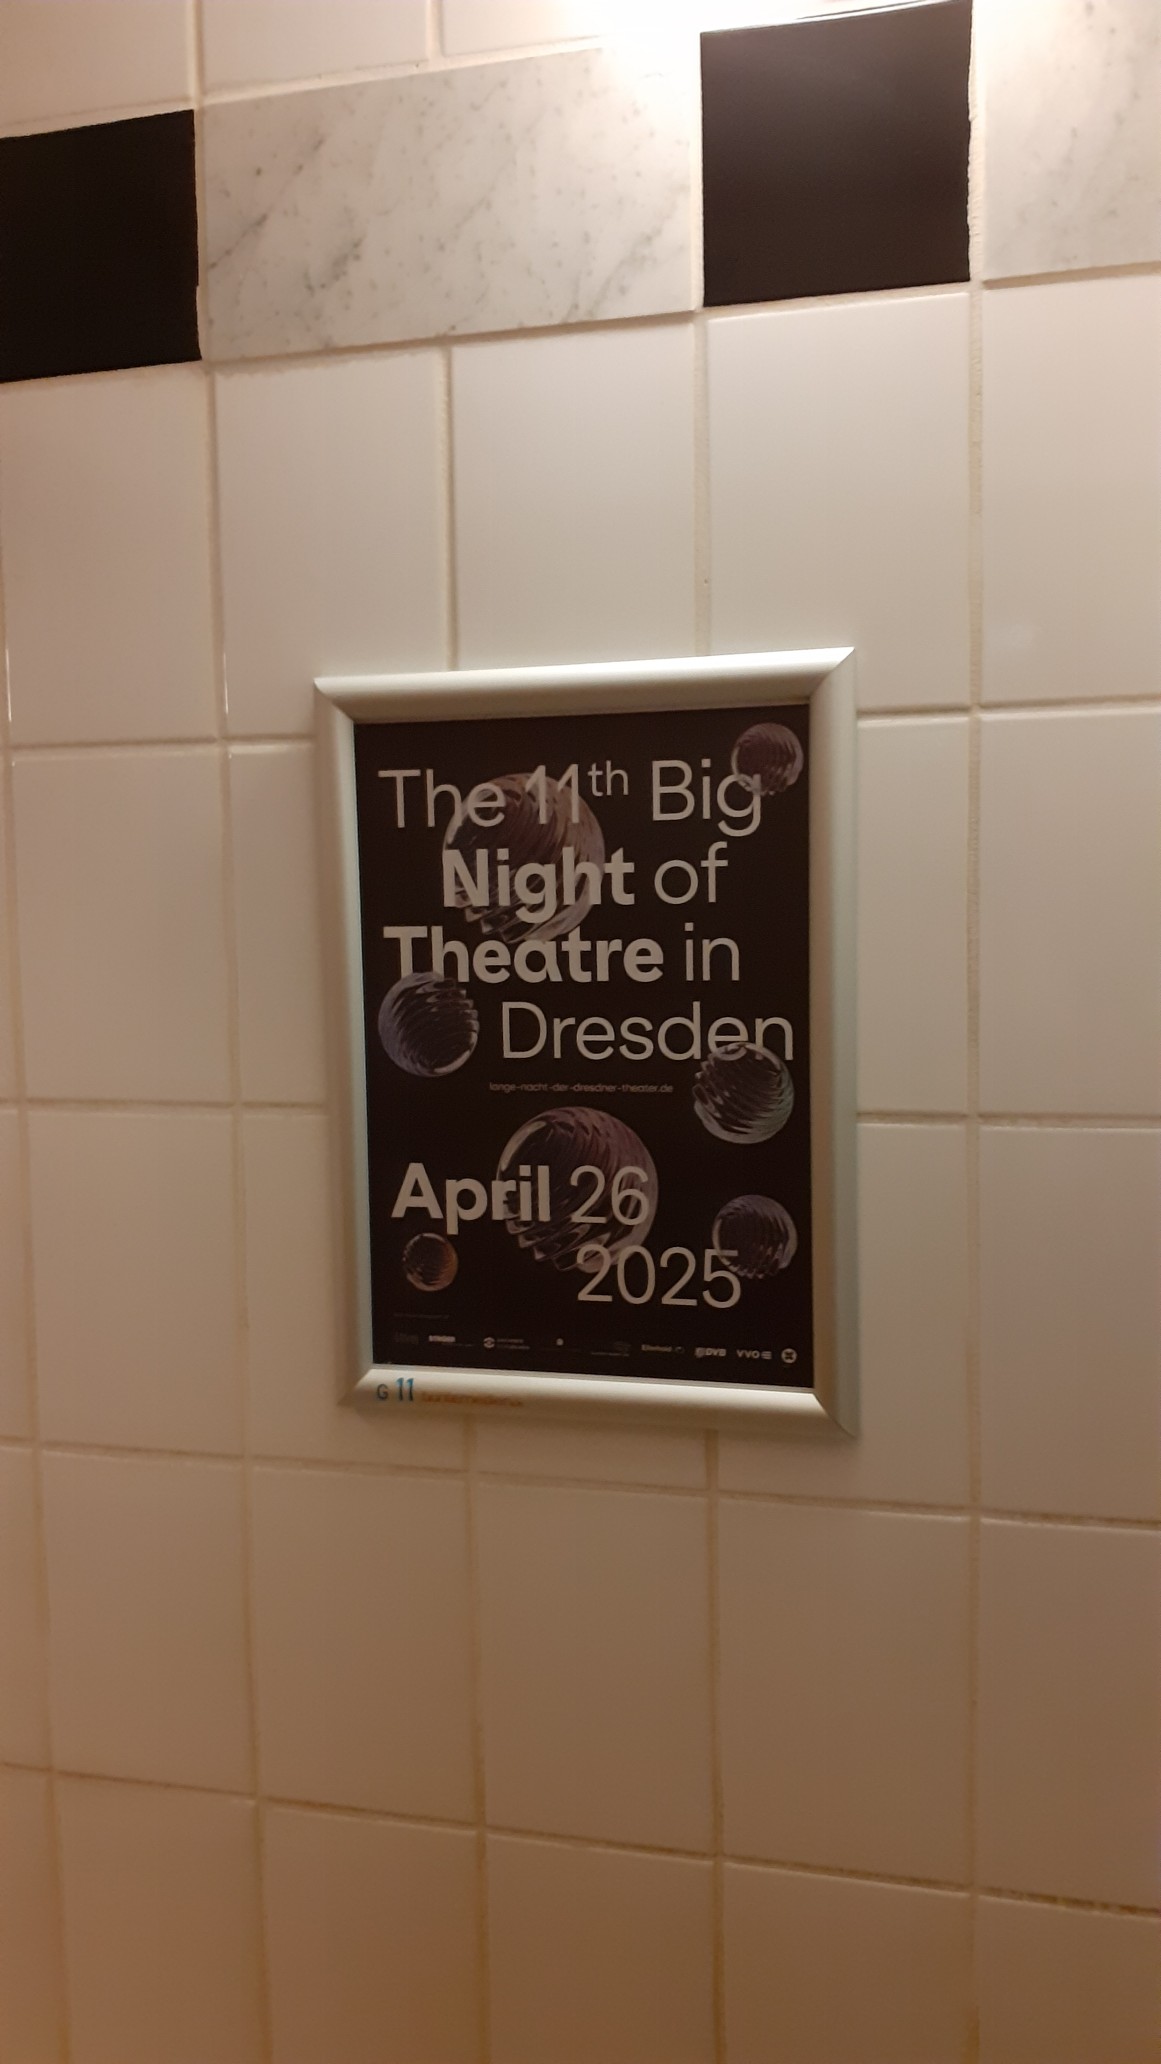 The 11th Big
Night of
Theatre in
Dresden
lange-nacht-der-dresdner-theater.de
April 26
2025
DVB VVO
G 11